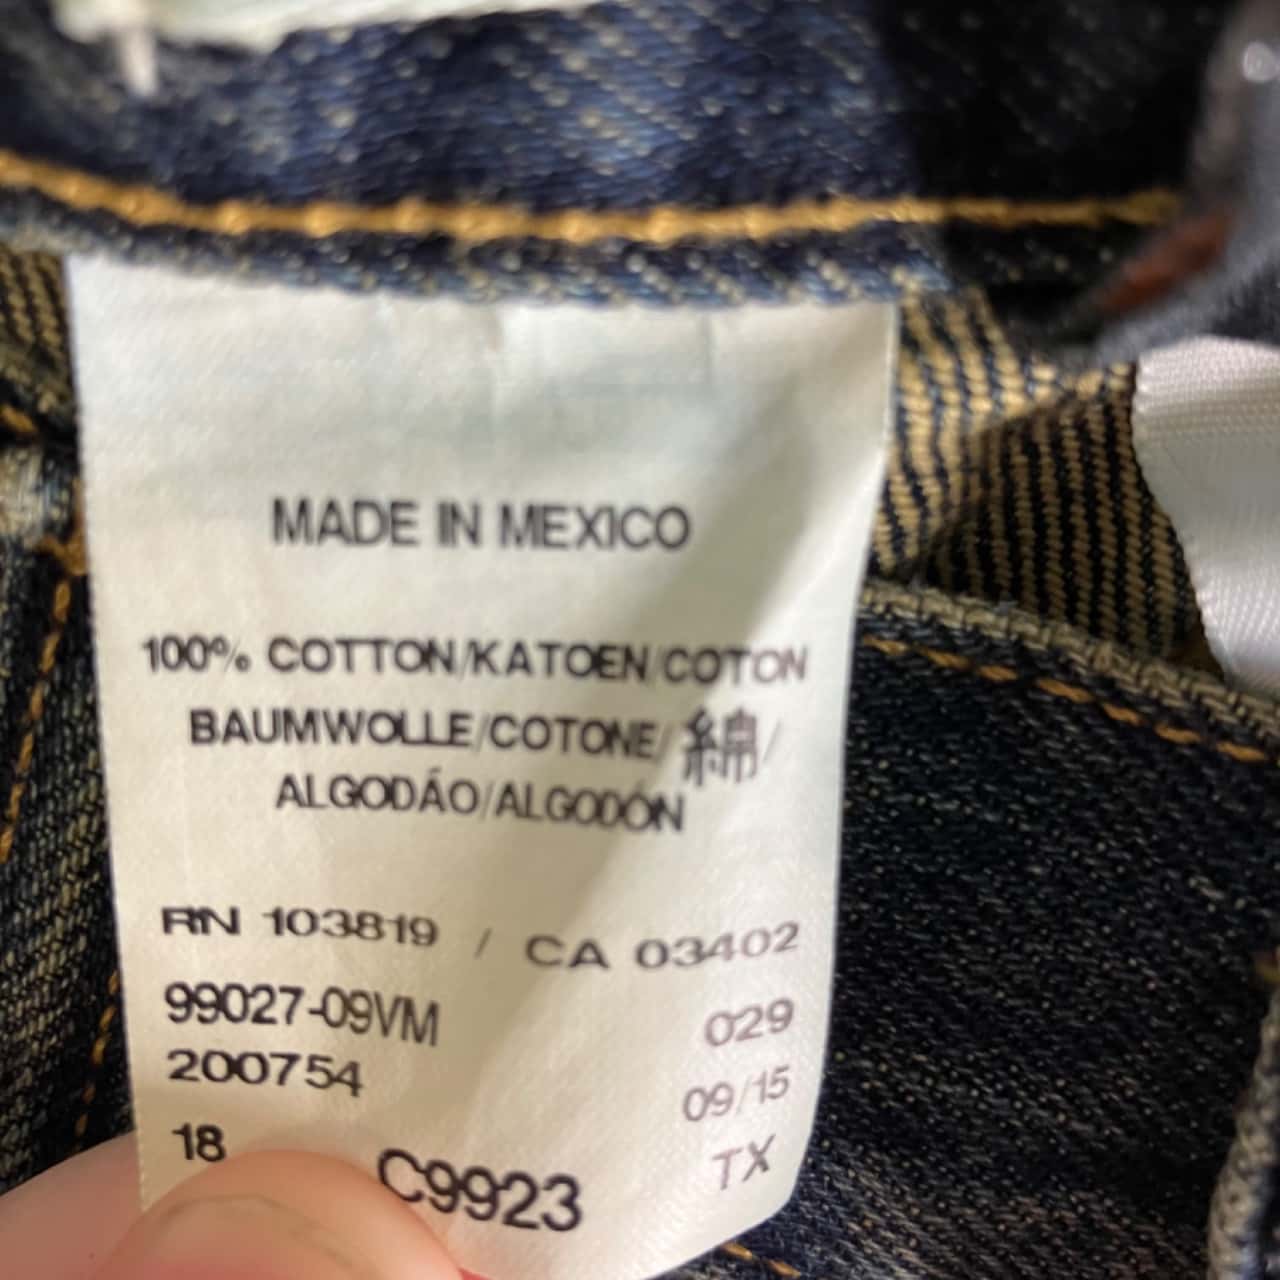 MADE IN MEXICO
100% COTTON/KATOEN/COTON
BAUMWOLLE/COTONE/綿/
ALGODÁO/ALGODÓN
RN 103819 / CA 03402
99027-09VM 029
200754 09/15
18 C9923 TX